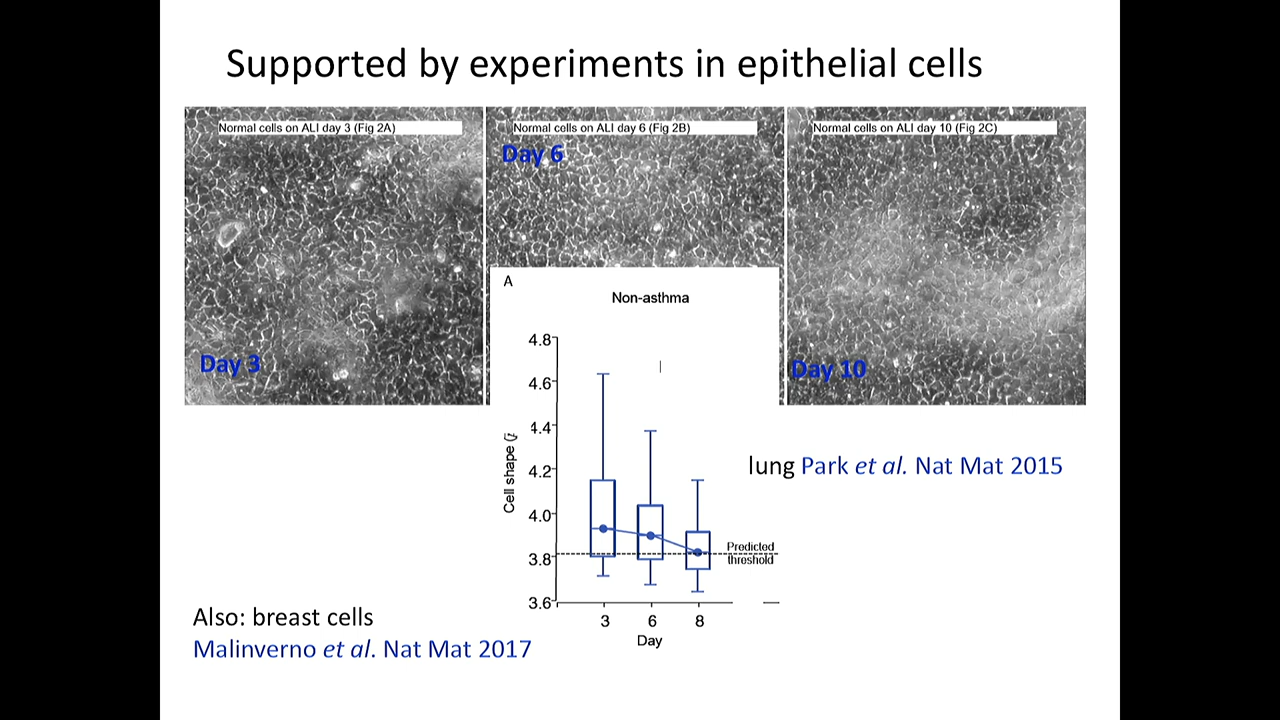 Supported by experiments in epithelial cells
Normal cells on ALI day 3 (Fig 2A)
Normal cells on ALI day 6 (Fig 2B)
Normal cells on ALI day 10 (Fig 2C)
Day 6
Day 3
Day 10
A
Non-asthma
4.8
4.6
4.4
4.2
4.0
3.8
3.6
Cell shape
Predicted
threshold
3
6
8
Day
lung Park et al. Nat Mat 2015
Also: breast cells
Malinverno et al. Nat Mat 2017